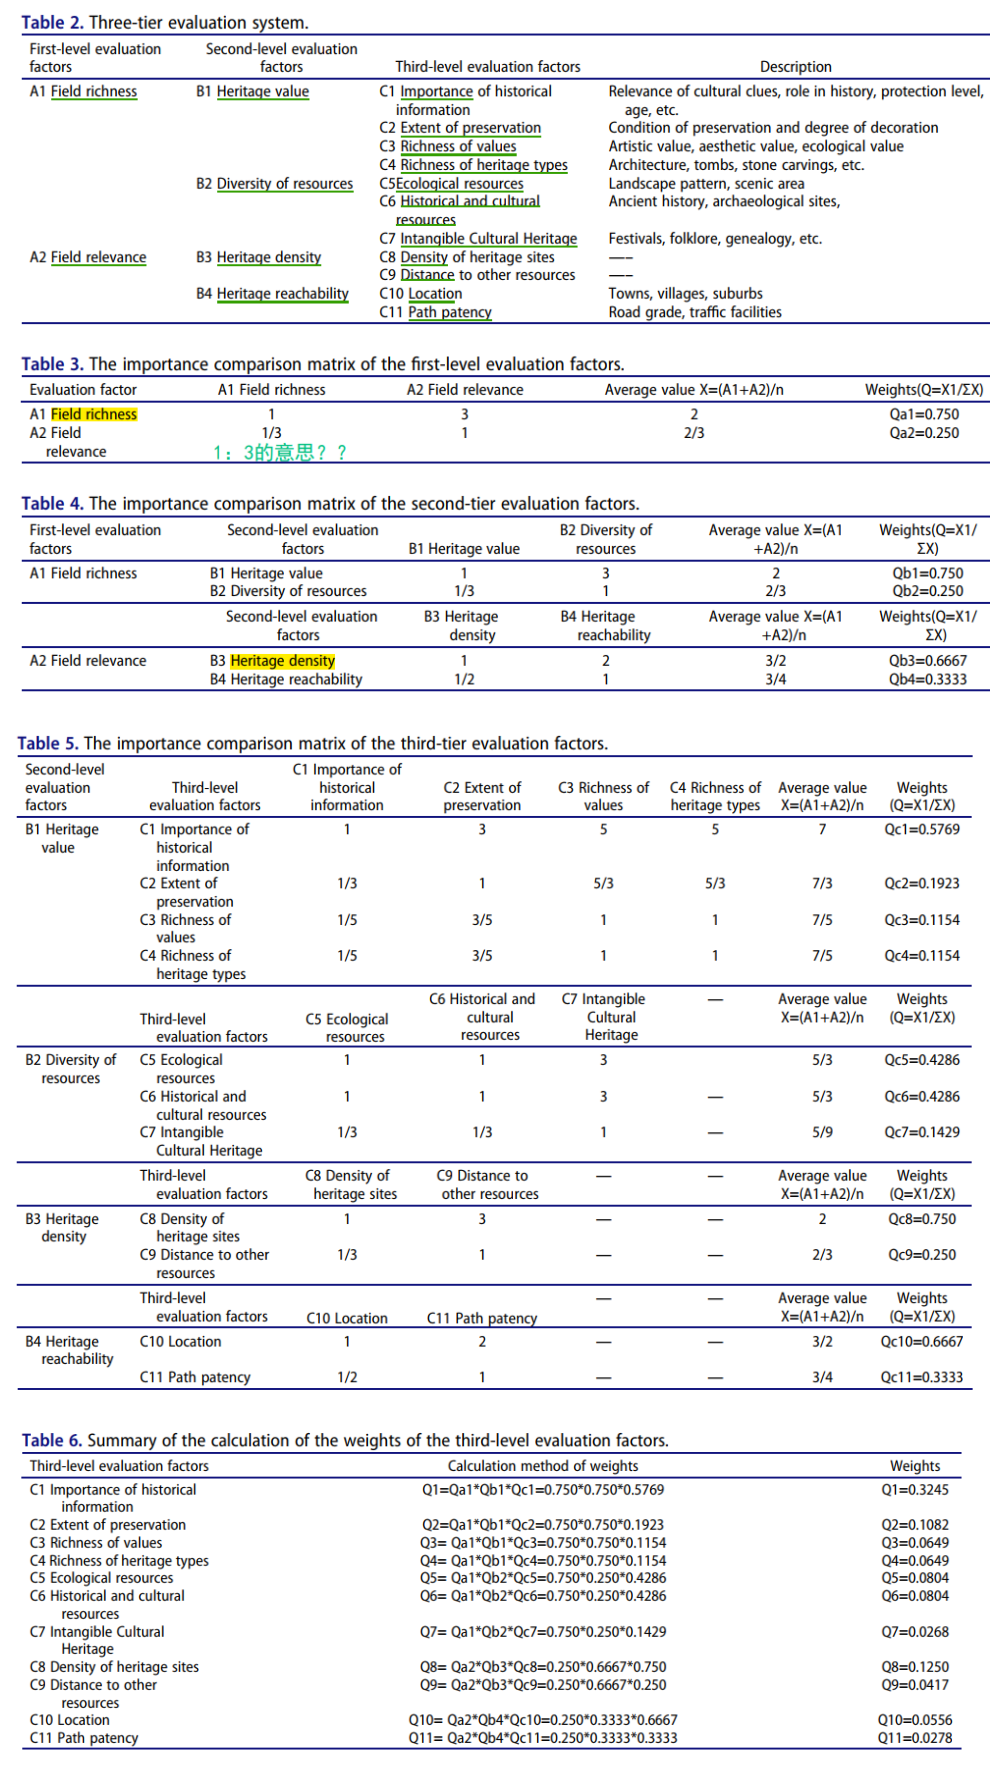 Table 2. Three-tier evaluation system.
First-level evaluation factors Second-level evaluation factors Third-level evaluation factors Description
A1 Field richness B1 Heritage value C1 Importance of historical information Relevance of cultural clues, role in history, protection level, age, etc.
C2 Extent of preservation Condition of preservation and degree of decoration
C3 Richness of values Artistic value, aesthetic value, ecological value
C4 Richness of heritage types Architecture, tombs, stone carvings, etc.
B2 Diversity of resources C5Ecological resources Landscape pattern, scenic area
C6 Historical and cultural resources Ancient history, archaeological sites,
C7 Intangible Cultural Heritage Festivals, folklore, genealogy, etc.
A2 Field relevance B3 Heritage density C8 Density of heritage sites —–
C9 Distance to other resources —–
B4 Heritage reachability C10 Location Towns, villages, suburbs
C11 Path patency Road grade, traffic facilities
Table 3. The importance comparison matrix of the first-level evaluation factors.
Evaluation factor A1 Field richness A2 Field relevance Average value X=(A1+A2)/n Weights(Q=X1/ΣX)
A1 Field richness 1 3 2 Qa1=0.750
A2 Field relevance 1/3 1 2/3 Qa2=0.250
1：3的意思？？
Table 4. The importance comparison matrix of the second-tier evaluation factors.
First-level evaluation factors Second-level evaluation factors B1 Heritage value B2 Diversity of resources Average value X=(A1+A2)/n Weights(Q=X1/ΣX)
A1 Field richness B1 Heritage value 1 3 2 Qb1=0.750
B2 Diversity of resources 1/3 1 2/3 Qb2=0.250
Second-level evaluation factors B3 Heritage density B4 Heritage reachability Average value X=(A1+A2)/n Weights(Q=X1/ΣX)
A2 Field relevance B3 Heritage density 1 2 3/2 Qb3=0.6667
B4 Heritage reachability 1/2 1 3/4 Qb4=0.3333
Table 5. The importance comparison matrix of the third-tier evaluation factors.
Second-level evaluation factors Third-level evaluation factors C1 Importance of historical information C2 Extent of preservation C3 Richness of values C4 Richness of heritage types Average value X=(A1+A2)/n Weights (Q=X1/ΣX)
B1 Heritage value C1 Importance of historical information 1 3 5 5 7 Qc1=0.5769
C2 Extent of preservation 1/3 1 5/3 5/3 7/3 Qc2=0.1923
C3 Richness of values 1/5 3/5 1 1 7/5 Qc3=0.1154
C4 Richness of heritage types 1/5 3/5 1 1 7/5 Qc4=0.1154
Third-level evaluation factors C5 Ecological resources C6 Historical and cultural resources C7 Intangible Cultural Heritage — Average value X=(A1+A2)/n Weights (Q=X1/ΣX)
B2 Diversity of resources C5 Ecological resources 1 1 3 5/3 Qc5=0.4286
C6 Historical and cultural resources 1 1 3 — 5/3 Qc6=0.4286
C7 Intangible Cultural Heritage 1/3 1/3 1 — 5/9 Qc7=0.1429
Third-level evaluation factors C8 Density of heritage sites C9 Distance to other resources — — Average value X=(A1+A2)/n Weights (Q=X1/ΣX)
B3 Heritage density C8 Density of heritage sites 1 3 — — 2 Qc8=0.750
C9 Distance to other resources 1/3 1 — — 2/3 Qc9=0.250
Third-level evaluation factors C10 Location C11 Path patency — — Average value X=(A1+A2)/n Weights (Q=X1/ΣX)
B4 Heritage reachability C10 Location 1 2 — — 3/2 Qc10=0.6667
C11 Path patency 1/2 1 — — 3/4 Qc11=0.3333
Table 6. Summary of the calculation of the weights of the third-level evaluation factors.
Third-level evaluation factors Calculation method of weights Weights
C1 Importance of historical information Q1=Qa1*Qb1*Qc1=0.750*0.750*0.5769 Q1=0.3245
C2 Extent of preservation Q2=Qa1*Qb1*Qc2=0.750*0.750*0.1923 Q2=0.1082
C3 Richness of values Q3= Qa1*Qb1*Qc3=0.750*0.750*0.1154 Q3=0.0649
C4 Richness of heritage types Q4= Qa1*Qb1*Qc4=0.750*0.750*0.1154 Q4=0.0649
C5 Ecological resources Q5= Qa1*Qb2*Qc5=0.750*0.250*0.4286 Q5=0.0804
C6 Historical and cultural resources Q6= Qa1*Qb2*Qc6=0.750*0.250*0.4286 Q6=0.0804
C7 Intangible Cultural Heritage Q7= Qa1*Qb2*Qc7=0.750*0.250*0.1429 Q7=0.0268
C8 Density of heritage sites Q8= Qa2*Qb3*Qc8=0.250*0.6667*0.750 Q8=0.1250
C9 Distance to other resources Q9= Qa2*Qb3*Qc9=0.250*0.6667*0.250 Q9=0.0417
C10 Location Q10= Qa2*Qb4*Qc10=0.250*0.3333*0.6667 Q10=0.0556
C11 Path patency Q11= Qa2*Qb4*Qc11=0.250*0.3333*0.3333 Q11=0.0278